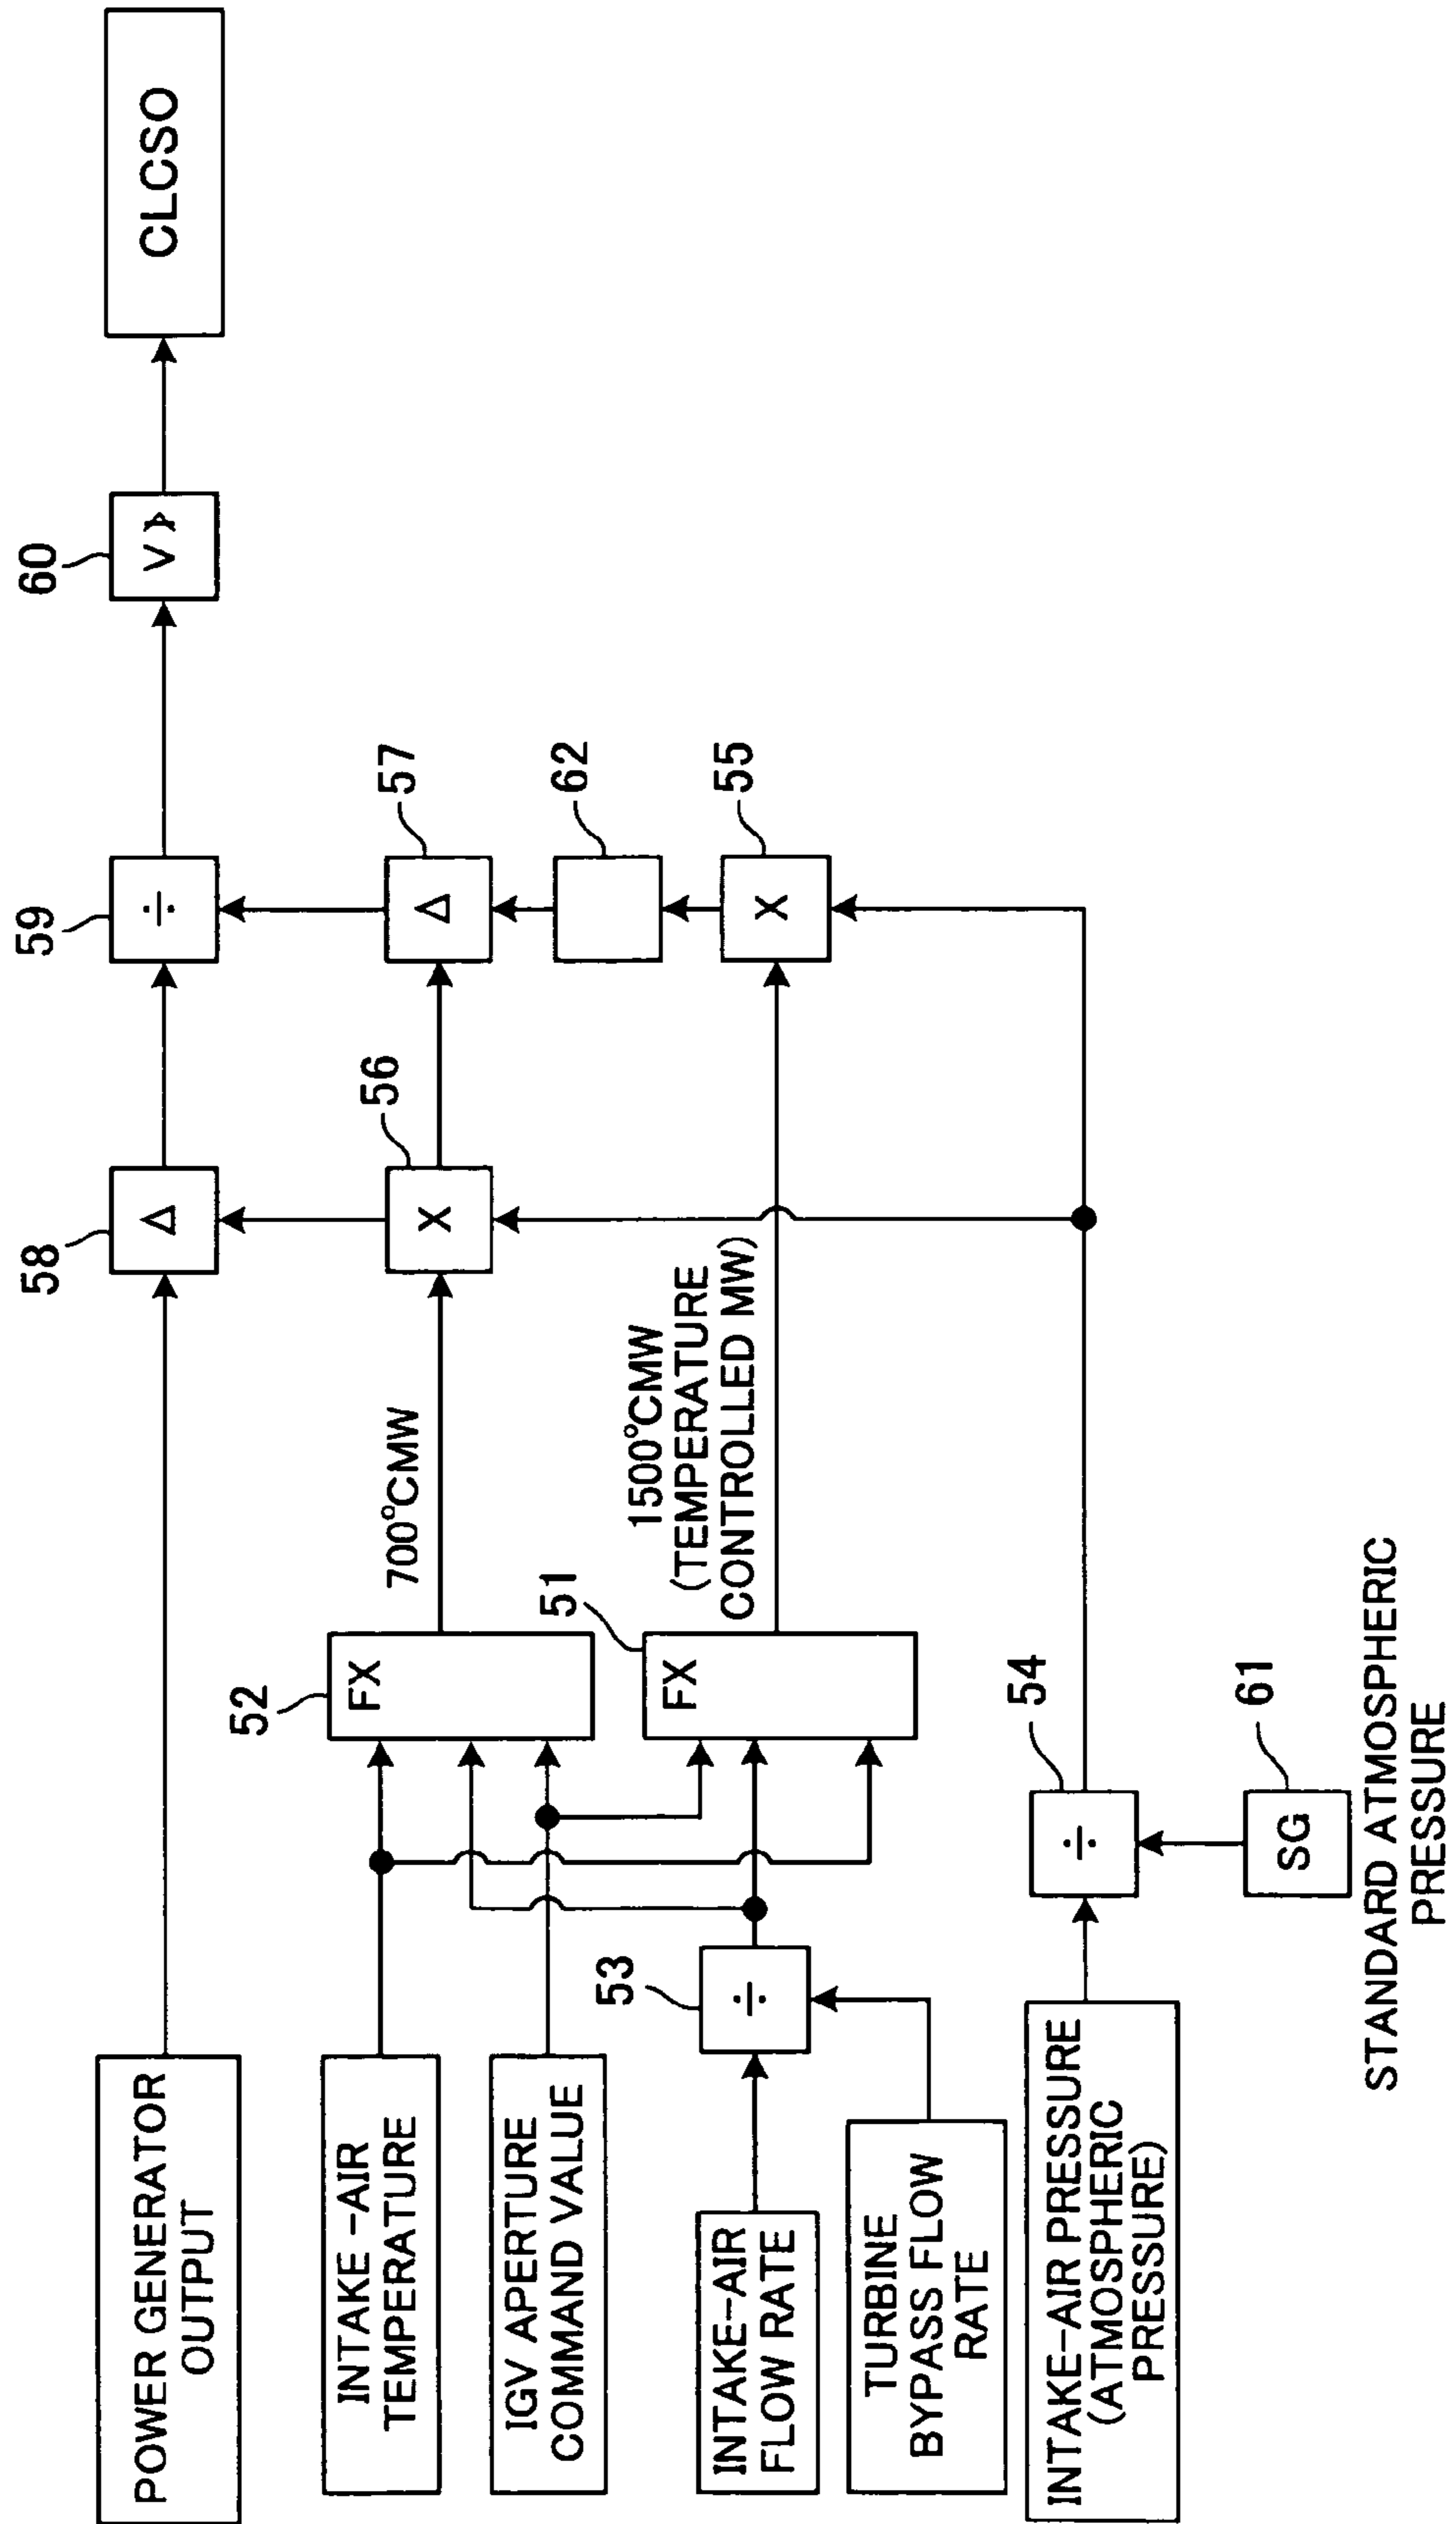 POWER GENERATOR
OUTPUT
58
Δ
59
÷
60
V≯
CLCSO
INTAKE -AIR
TEMPERATURE
IGV APERTURE
COMMAND VALUE
52
FX
700°CMW
56
X
57
Δ
62
INTAKE-AIR
FLOW RATE
53
÷
51
FX
1500°CMW
(TEMPERATURE
CONTROLLED MW)
55
X
TURBINE
BYPASS FLOW
RATE
INTAKE-AIR PRESSURE
(ATMOSPHERIC
PRESSURE)
54
÷
61
SG
STANDARD ATMOSPHERIC
PRESSURE